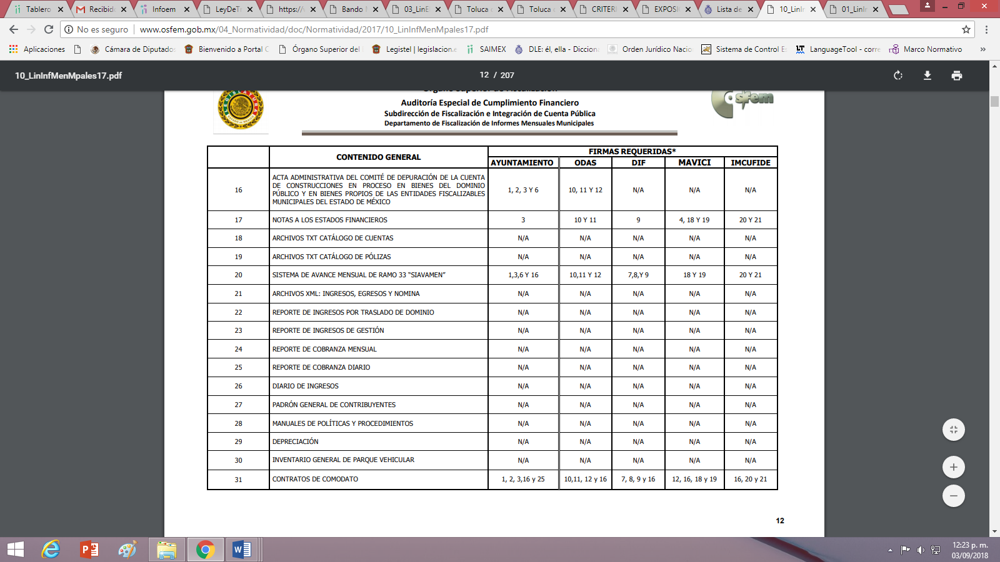 Tablero
Recibido
Infoem
LeyDeTr
https://v
Bando M
03_LinE
Toluca
Toluca
CRITERI
EXPOSI
Lista de
10_LinIn
01_LinIn
No es seguro | www.osfem.gob.mx/04_Normatividad/doc/Normatividad/2017/10_LinInfMenMpales17.pdf
Aplicaciones
Cámara de Diputados
Bienvenido a Portal
Órgano Superior del
Legistel | legislacion.e
SAIMEX
DLE: él, ella - Diccion
Orden Jurídico Nacio
Sistema de Control E
LanguageTool - corre
Marco Normativo
»
10_LinInfMenMpales17.pdf
12 / 207
Órgano Superior de Fiscalización
LEGISLATURA
osfem
Auditoría Especial de Cumplimiento Financiero
Subdirección de Fiscalización e Integración de Cuenta Pública
Departamento de Fiscalización de Informes Mensuales Municipales
CONTENIDO GENERAL
FIRMAS REQUERIDAS*
AYUNTAMIENTO ODAS DIF MAVICI IMCUFIDE
16
ACTA ADMINISTRATIVA DEL COMITÉ DE DEPURACIÓN DE LA CUENTA
DE CONSTRUCCIONES EN PROCESO EN BIENES DEL DOMINIO
PÚBLICO Y EN BIENES PROPIOS DE LAS ENTIDADES FISCALIZABLES
MUNICIPALES DEL ESTADO DE MÉXICO
1, 2, 3 Y 6 10, 11 Y 12 N/A N/A N/A
17 NOTAS A LOS ESTADOS FINANCIEROS 3 10 Y 11 9 4, 18 Y 19 20 Y 21
18 ARCHIVOS TXT CATÁLOGO DE CUENTAS N/A N/A N/A N/A N/A
19 ARCHIVOS TXT CATÁLOGO DE PÓLIZAS N/A N/A N/A N/A N/A
20 SISTEMA DE AVANCE MENSUAL DE RAMO 33 “SIAVAMEN” 1,3,6 Y 16 10,11 Y 12 7,8,Y 9 18 Y 19 20 Y 21
21 ARCHIVOS XML: INGRESOS, EGRESOS Y NOMINA N/A N/A N/A N/A N/A
22 REPORTE DE INGRESOS POR TRASLADO DE DOMINIO N/A N/A N/A N/A N/A
23 REPORTE DE INGRESOS DE GESTIÓN N/A N/A N/A N/A N/A
24 REPORTE DE COBRANZA MENSUAL N/A N/A N/A N/A N/A
25 REPORTE DE COBRANZA DIARIO N/A N/A N/A N/A N/A
26 DIARIO DE INGRESOS N/A N/A N/A N/A N/A
27 PADRÓN GENERAL DE CONTRIBUYENTES N/A N/A N/A N/A N/A
28 MANUALES DE POLÍTICAS Y PROCEDIMIENTOS N/A N/A N/A N/A N/A
29 DEPRECIACIÓN N/A N/A N/A N/A N/A
30 INVENTARIO GENERAL DE PARQUE VEHICULAR N/A N/A N/A N/A N/A
31 CONTRATOS DE COMODATO 1, 2, 3,16 y 25 10,11, 12 y 16 7, 8, 9 y 16 12, 16, 18 y 19 16, 20 y 21
12
12:23 p. m.
03/09/2018